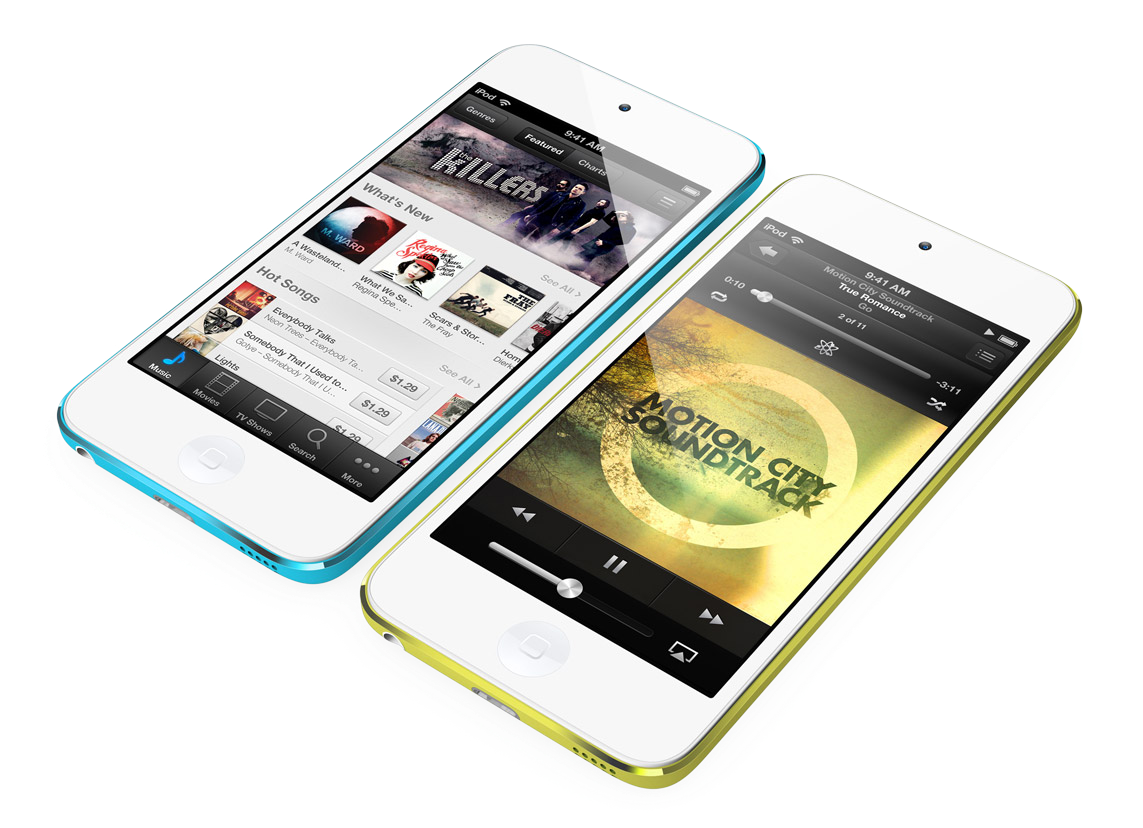 iPod
9:41 AM
Genres
Featured
Charts
the
KILLERS
What's New
See All >
M. WARD
A Wasteland...
M. Ward
Regina
Spektor
What We Sa...
Regina Spe...
THE
FRAY
Scars & Stor...
The Fray
Hom
Dierk
Hot Songs
See All >
Everybody Talks
Neon Trees – Everybody Ta...
$1.29
Somebody That I Used to...
Gotye – Somebody That I U...
$1.29
Lights
$1.29
Music
Movies
TV Shows
Search
More
iPod
9:41 AM
Motion City Soundtrack
True Romance
Go
0:10
-3:11
2 of 11
MOTION CITY
SOUNDTRACK